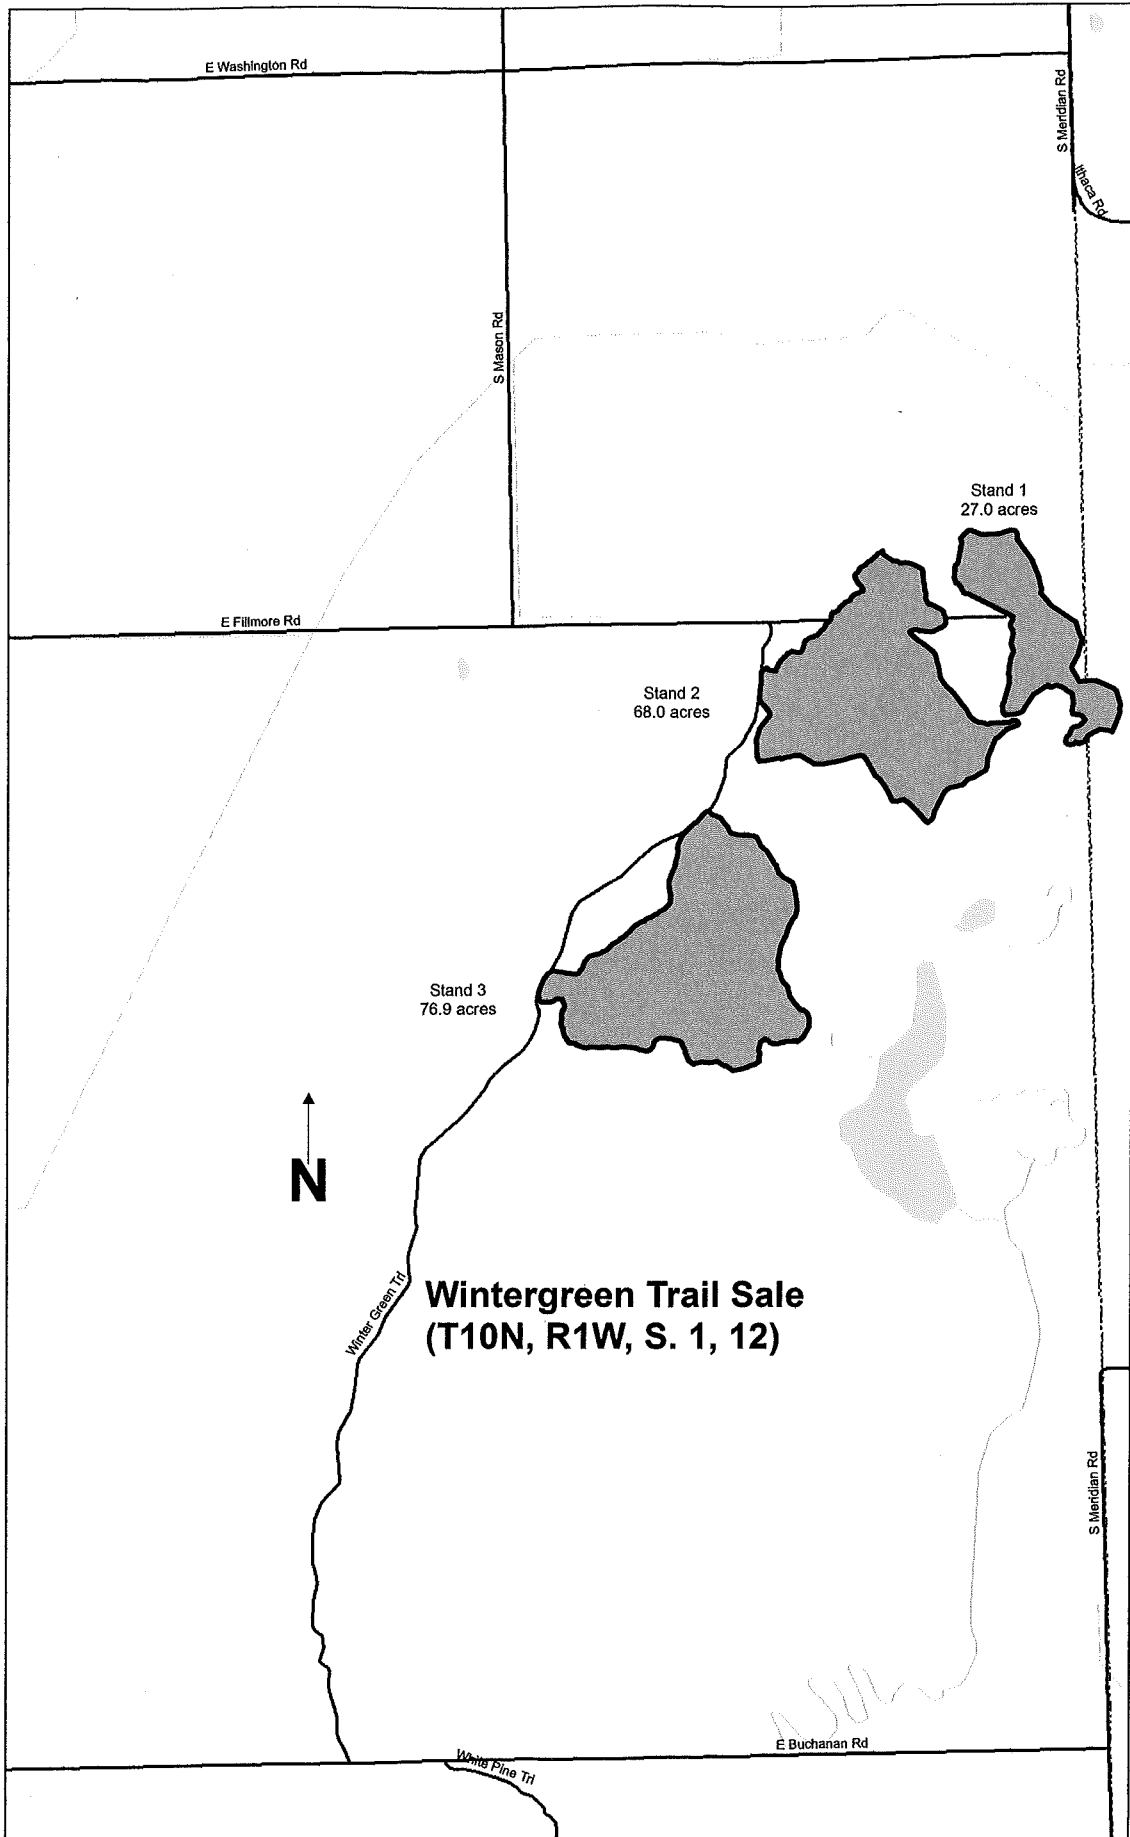 E Washington Rd
S Meridian Rd
Ithaca Rd
S Mason Rd
Stand 1
27.0 acres
E Fillmore Rd
Stand 2
68.0 acres
Stand 3
76.9 acres
N
Winter Green Trl
Wintergreen Trail Sale
(T10N, R1W, S. 1, 12)
S Meridian Rd
E Buchanan Rd
White Pine Trl